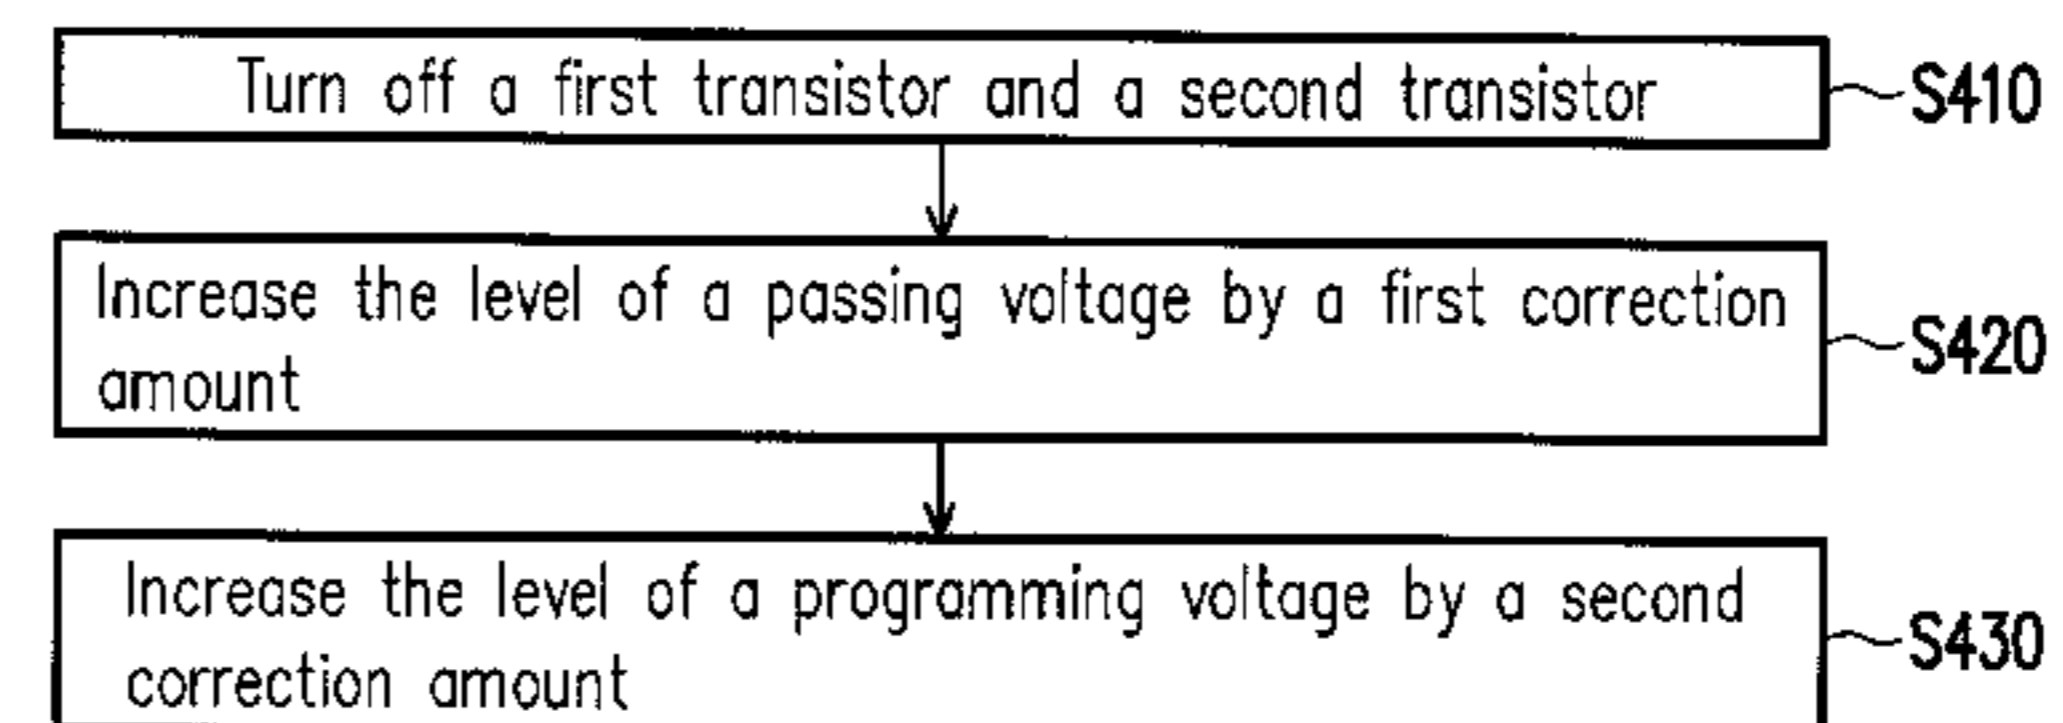 Turn off a first transistor and a second transistor
S410
Increase the level of a passing voltage by a first correction
amount
S420
Increase the level of a programming voltage by a second
correction amount
S430